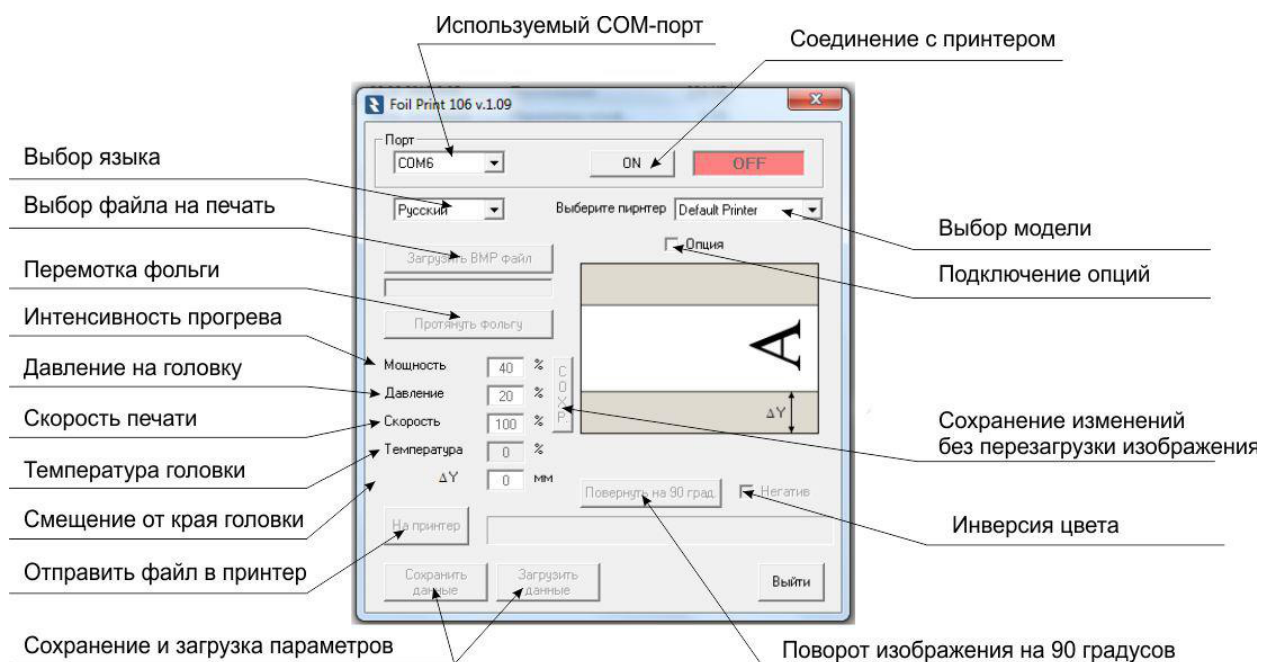 Используемый COM-порт
Соединение с принтером
Foil Print 106 v.1.09
Порт
COM6
ON
OFF
Выбор языка
Выбор файла на печать
Русский
Выберите пирнтер
Default Printer
Выбор модели
Опция
Загрузить BMP файл
Подключение опций
Перемотка фольги
Протянуть фольгу
Интенсивность прогрева
A
Мощность 40 %
Давление на головку
Давление 20 %
СОХР.
ΔY
Скорость печати
Скорость 100 %
Сохранение изменений
без перезагрузки изображения
Температура 0 %
Температура головки
ΔY 0 мм
Повернуть на 90 град.
Негатив
Смещение от края головки
На принтер
Инверсия цвета
Отправить файл в принтер
Сохранить
данные
Загрузить
данные
Выйти
Сохранение и загрузка параметров
Поворот изображения на 90 градусов